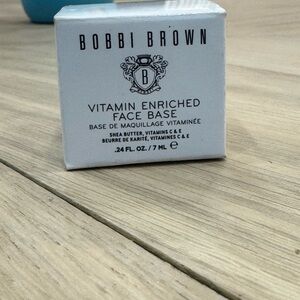 BOBBI BROWN
B
VITAMIN ENRICHED
FACE BASE
BASE DE MAQUILLAGE VITAMINÉE
SHEA BUTTER, VITAMINS C & E
BEURRE DE KARITÉ, VITAMINES C & E
.24 FL. OZ. / 7 ML ℮